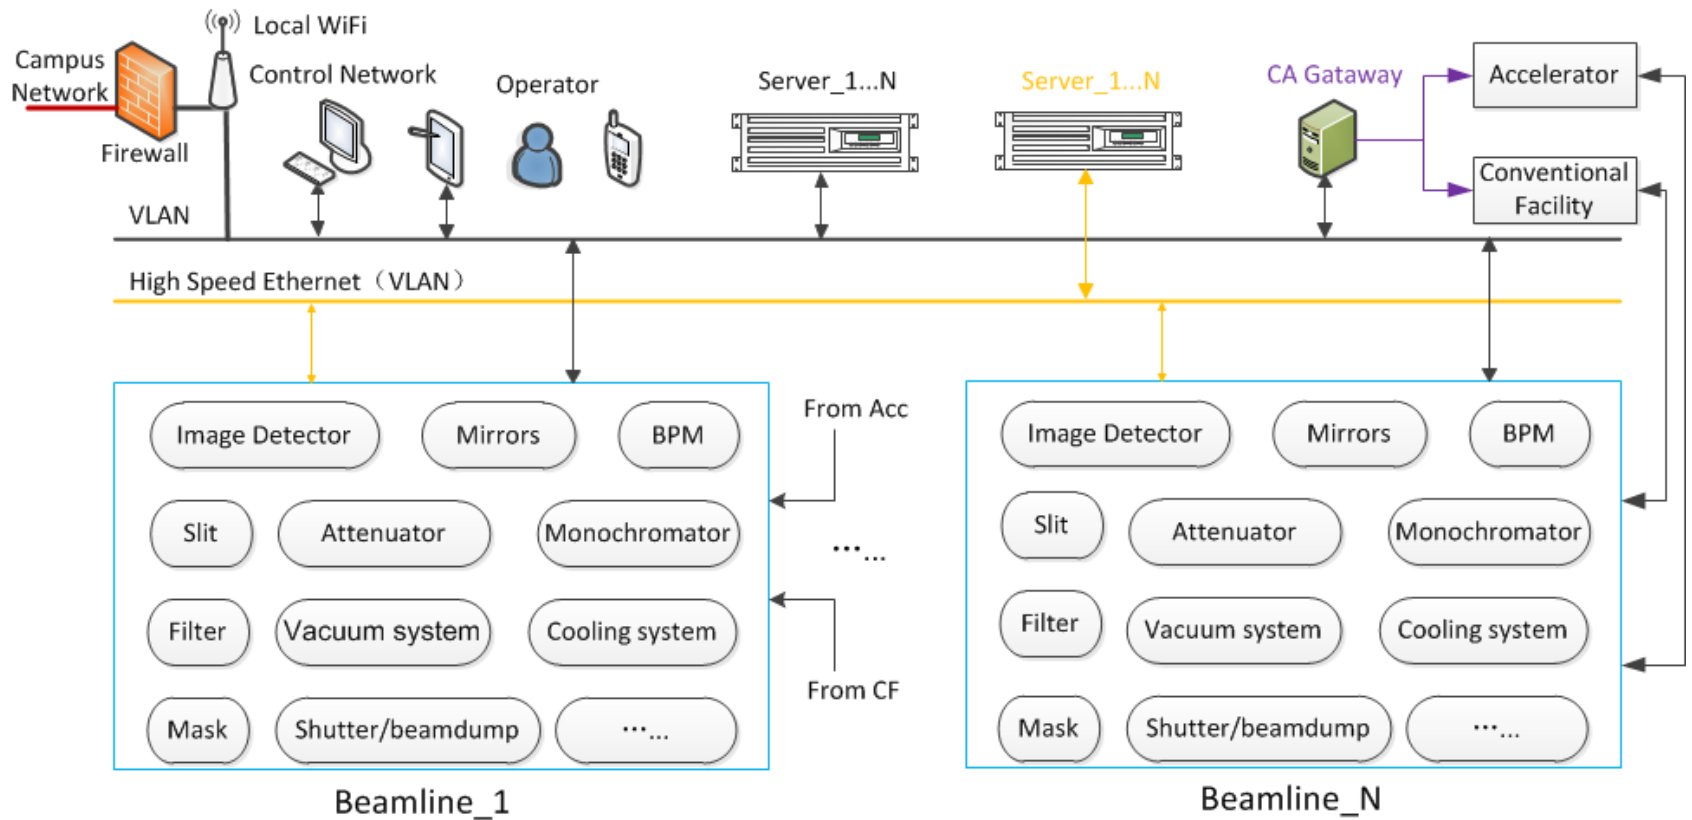 Local WiFi
Campus
Network
Firewall
Control Network
Operator
Server_1...N
Server_1...N
CA Gataway
Accelerator
Conventional
Facility
VLAN
High Speed Ethernet（VLAN）
Image Detector
Mirrors
BPM
Slit
Attenuator
Monochromator
Filter
Vacuum system
Cooling system
Mask
Shutter/beamdump
...…
Beamline_1
From Acc
...…
From CF
Image Detector
Mirrors
BPM
Slit
Attenuator
Monochromator
Filter
Vacuum system
Cooling system
Mask
Shutter/beamdump
...…
Beamline_N